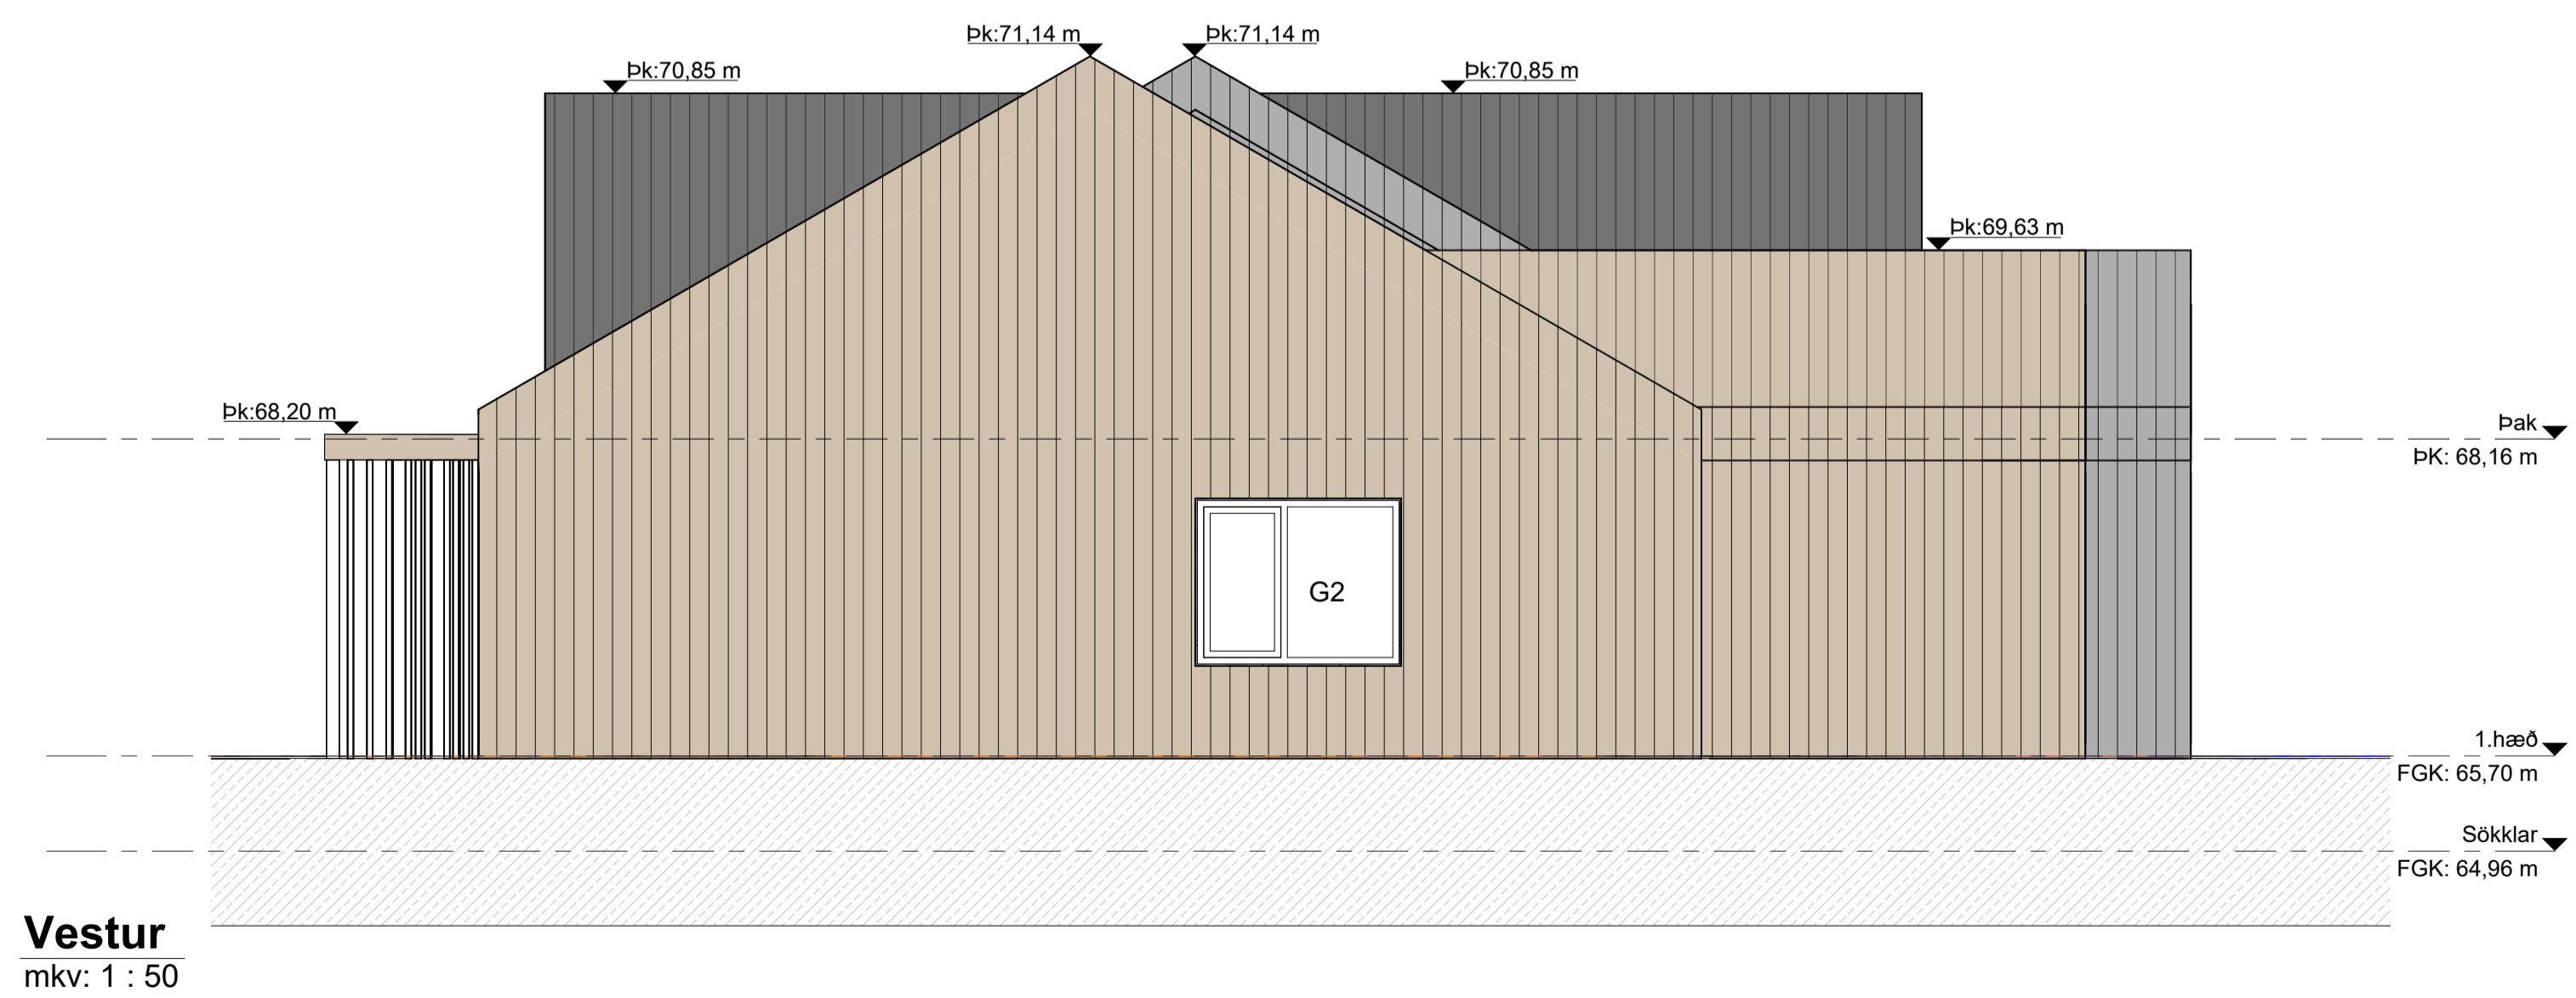 Þk:71,14 m
Þk:71,14 m
Þk:70,85 m
Þk:70,85 m
Þk:69,63 m
Þk:68,20 m
Þak
ÞK: 68,16 m
G2
1.hæð
FGK: 65,70 m
Sökklar
FGK: 64,96 m
Vestur
mkv: 1 : 50